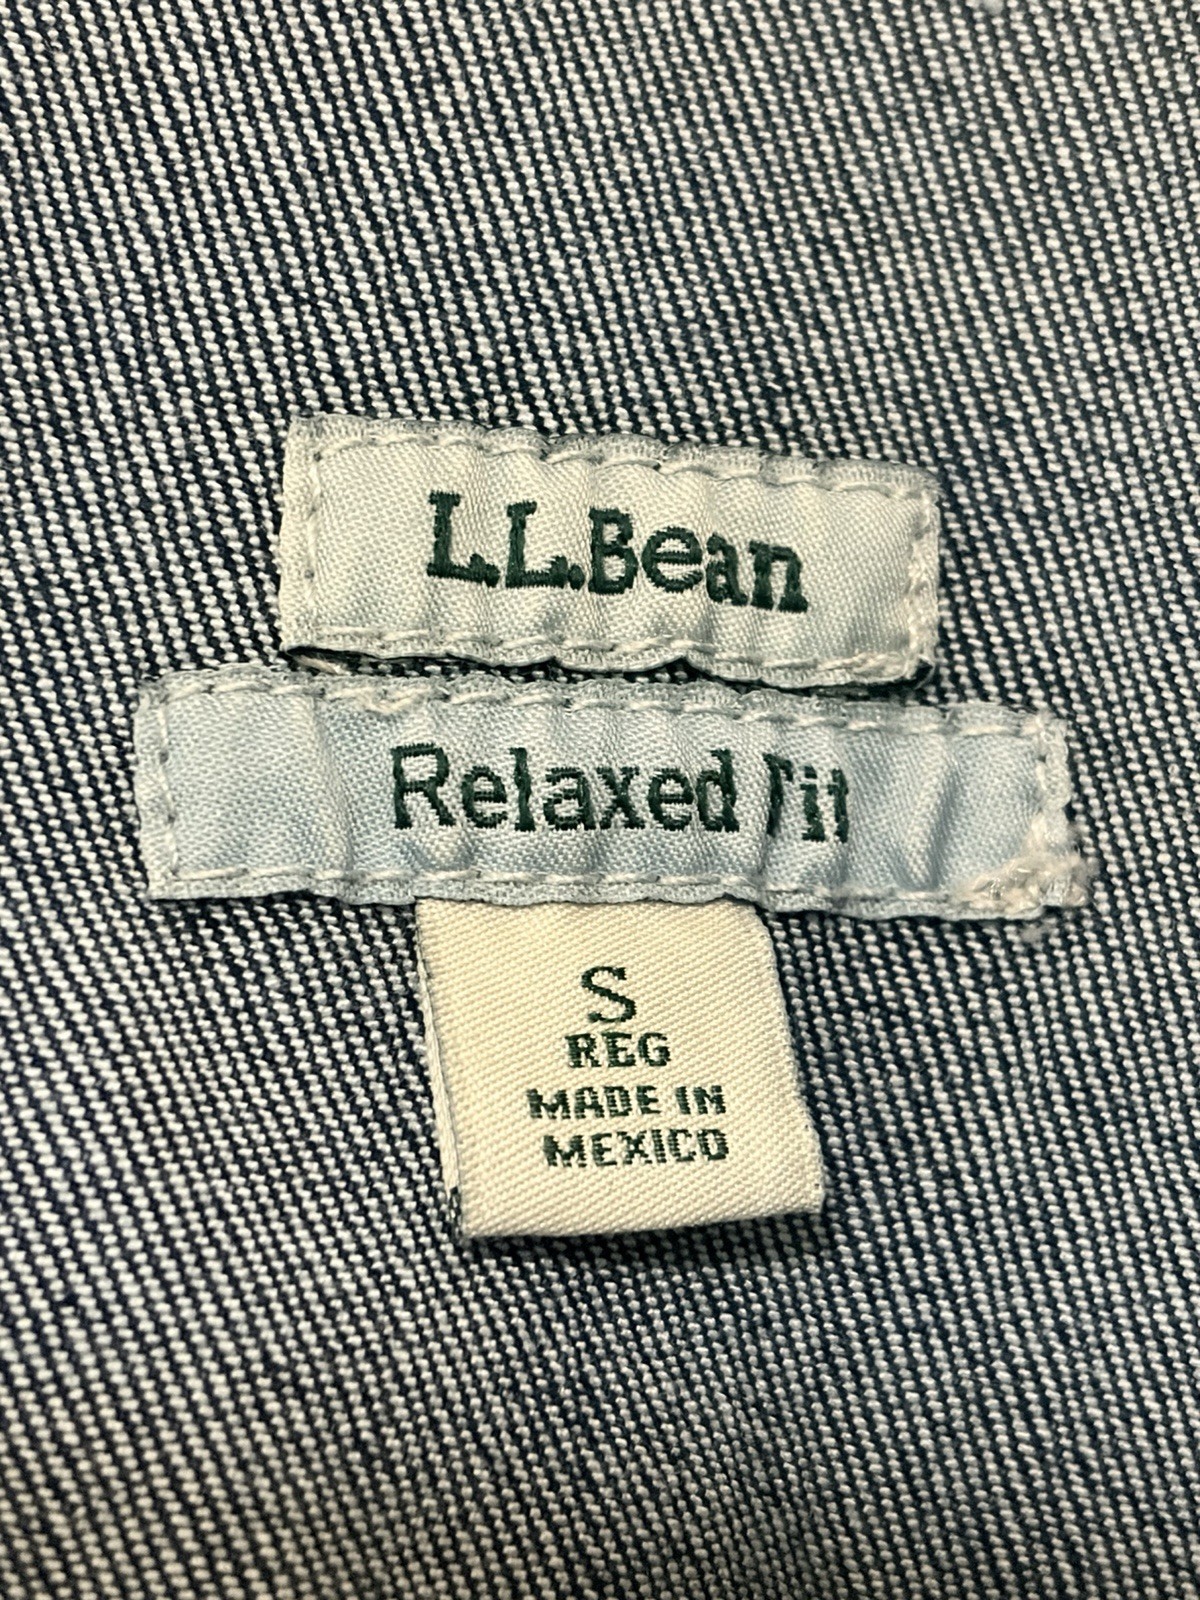 L.L.Bean
Relaxed Fit
S
REG
MADE IN
MEXICO